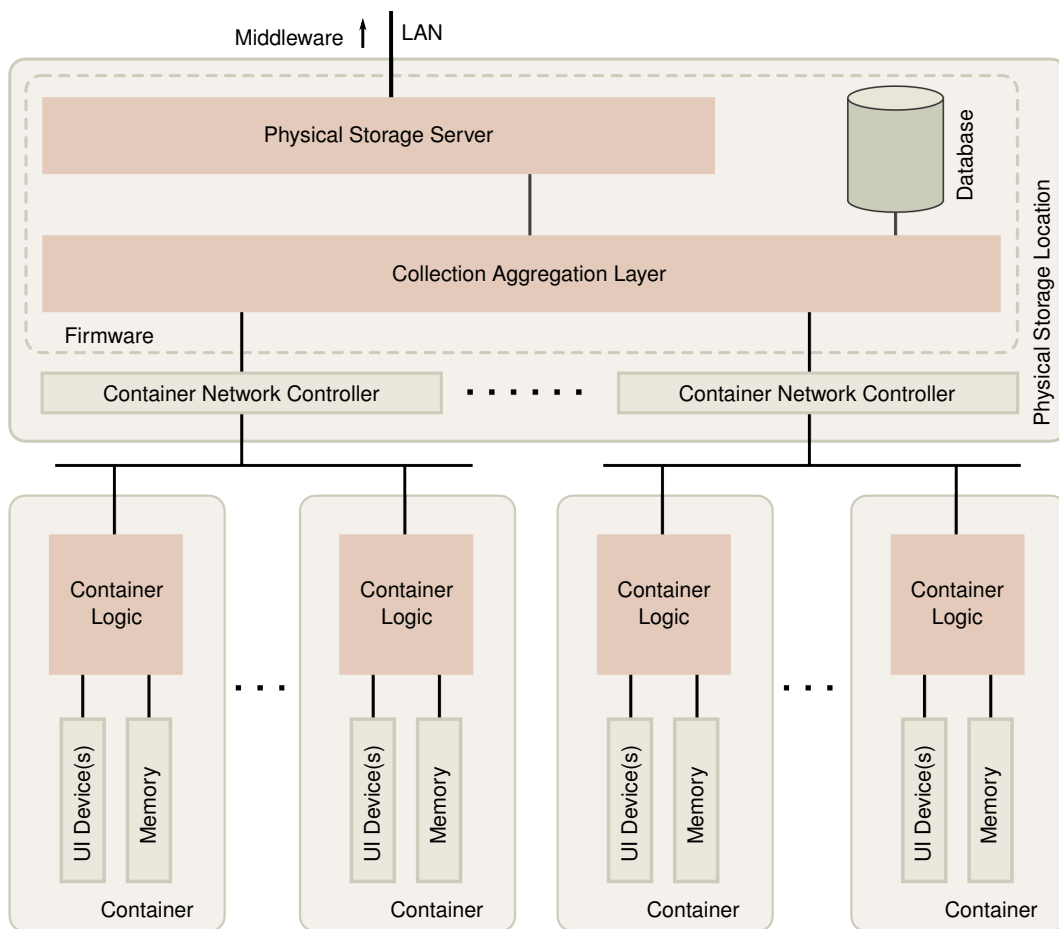 Middleware
LAN
Physical Storage Server
Database
Physical Storage Location
Collection Aggregation Layer
Firmware
Container Network Controller
Container Network Controller
Container
Logic
Container
Logic
Container
Logic
Container
Logic
UI Device(s)
Memory
UI Device(s)
Memory
UI Device(s)
Memory
UI Device(s)
Memory
Container
Container
Container
Container